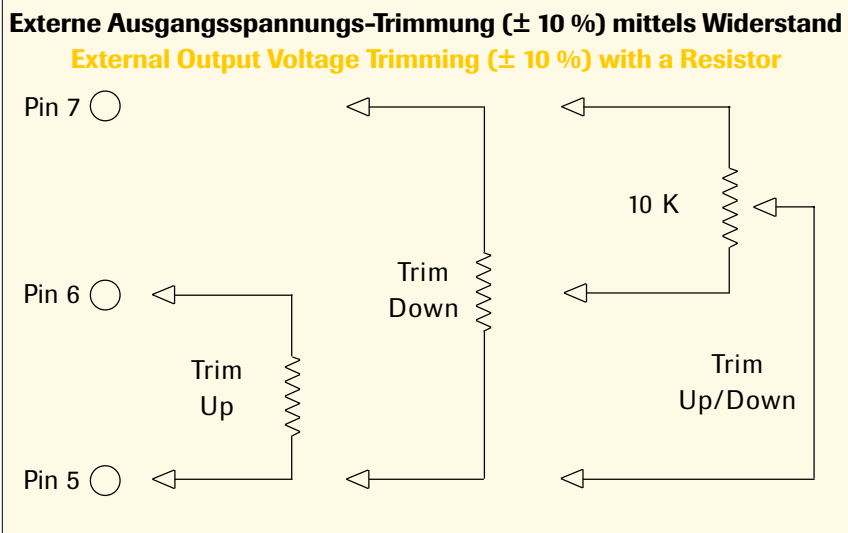 Externe Ausgangsspannungs-Trimmung (± 10 %) mittels Widerstand
External Output Voltage Trimming (± 10 %) with a Resistor
Pin 7
10 K
Pin 6
Trim
Down
Trim
Up
Trim
Up/Down
Pin 5